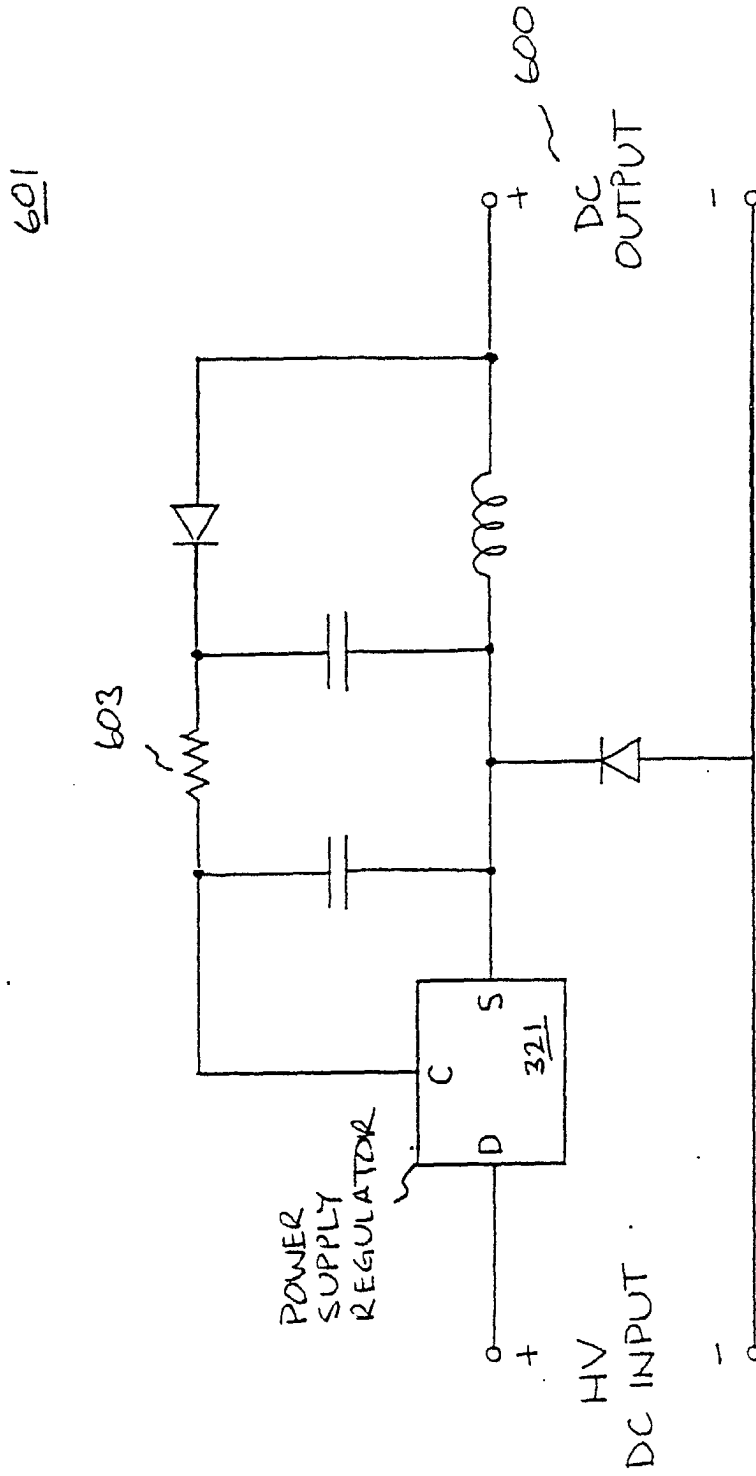 601
603
POWER
SUPPLY
REGULATOR
C
D
S
321
+
HV
DC INPUT
-
+
DC
OUTPUT
-
600